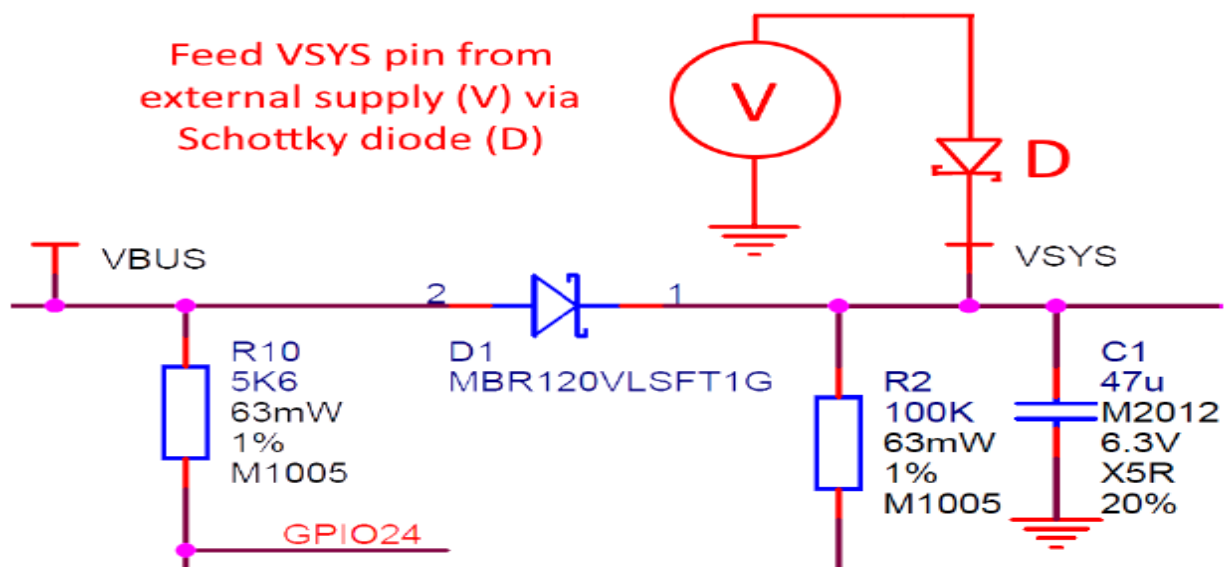 Feed VSYS pin from
external supply (V) via
Schottky diode (D)
V
D
VBUS
VSYS
2
1
R10
5K6
63mW
1%
M1005
D1
MBR120VLSFT1G
R2
100K
63mW
1%
M1005
C1
47u
M2012
6.3V
X5R
20%
GPIO24